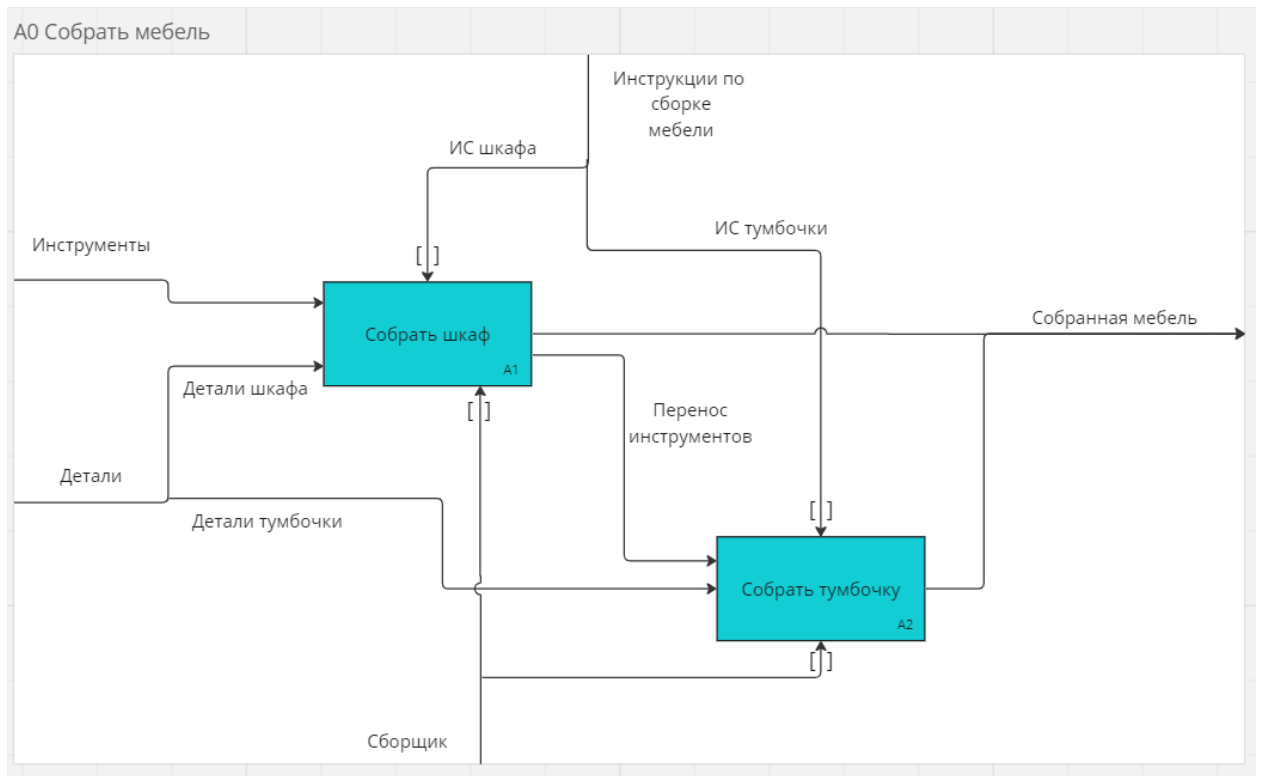 А0 Собрать мебель
Инструкции по
сборке
мебели
ИС шкафа
ИС тумбочки
Инструменты
[ ]
Собранная мебель
Собрать шкаф
А1
Детали шкафа
[ ]
Перенос
инструментов
Детали
Детали тумбочки
[ ]
Собрать тумбочку
А2
[ ]
Сборщик